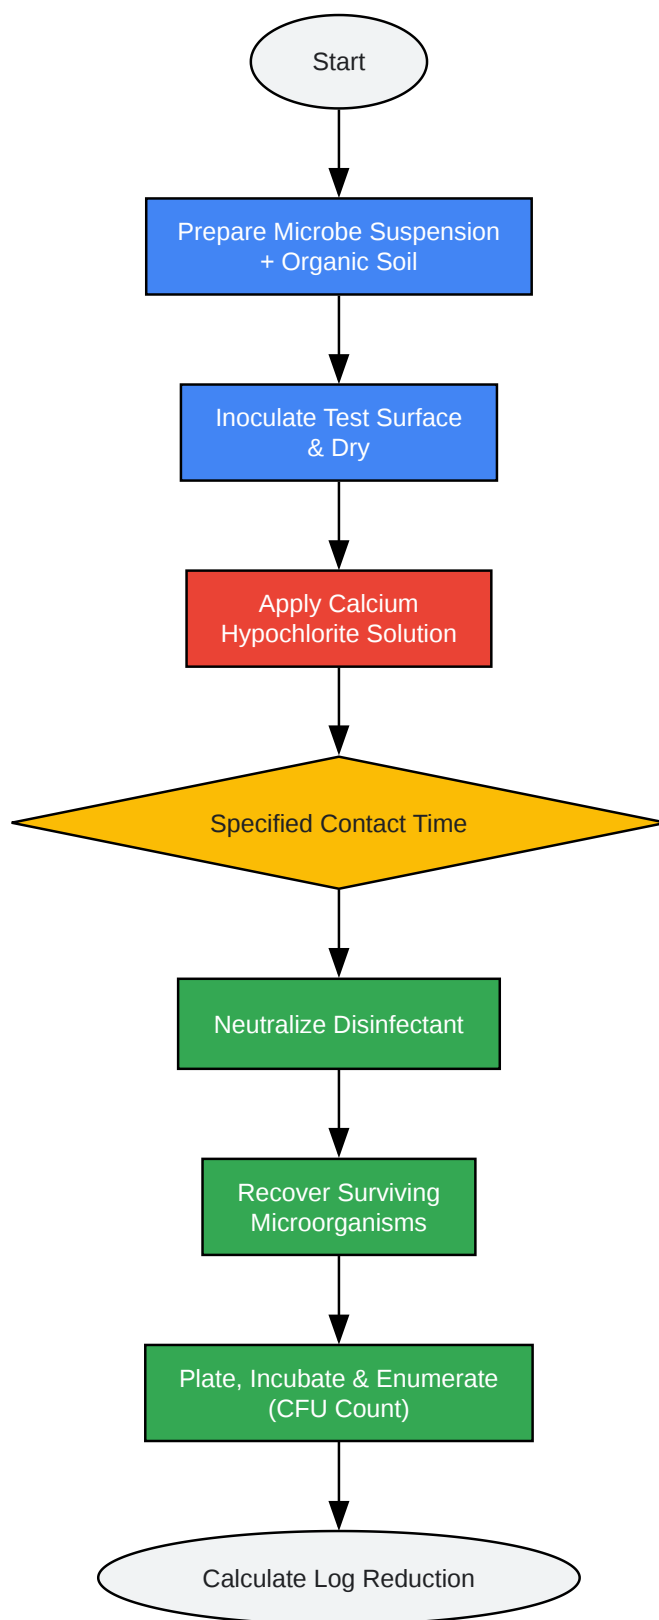 Start
Prepare Microbe Suspension
+ Organic Soil
Inoculate Test Surface
& Dry
Apply Calcium
Hypochlorite Solution
Specified Contact Time
Neutralize Disinfectant
Recover Surviving
Microorganisms
Plate, Incubate & Enumerate
(CFU Count)
Calculate Log Reduction